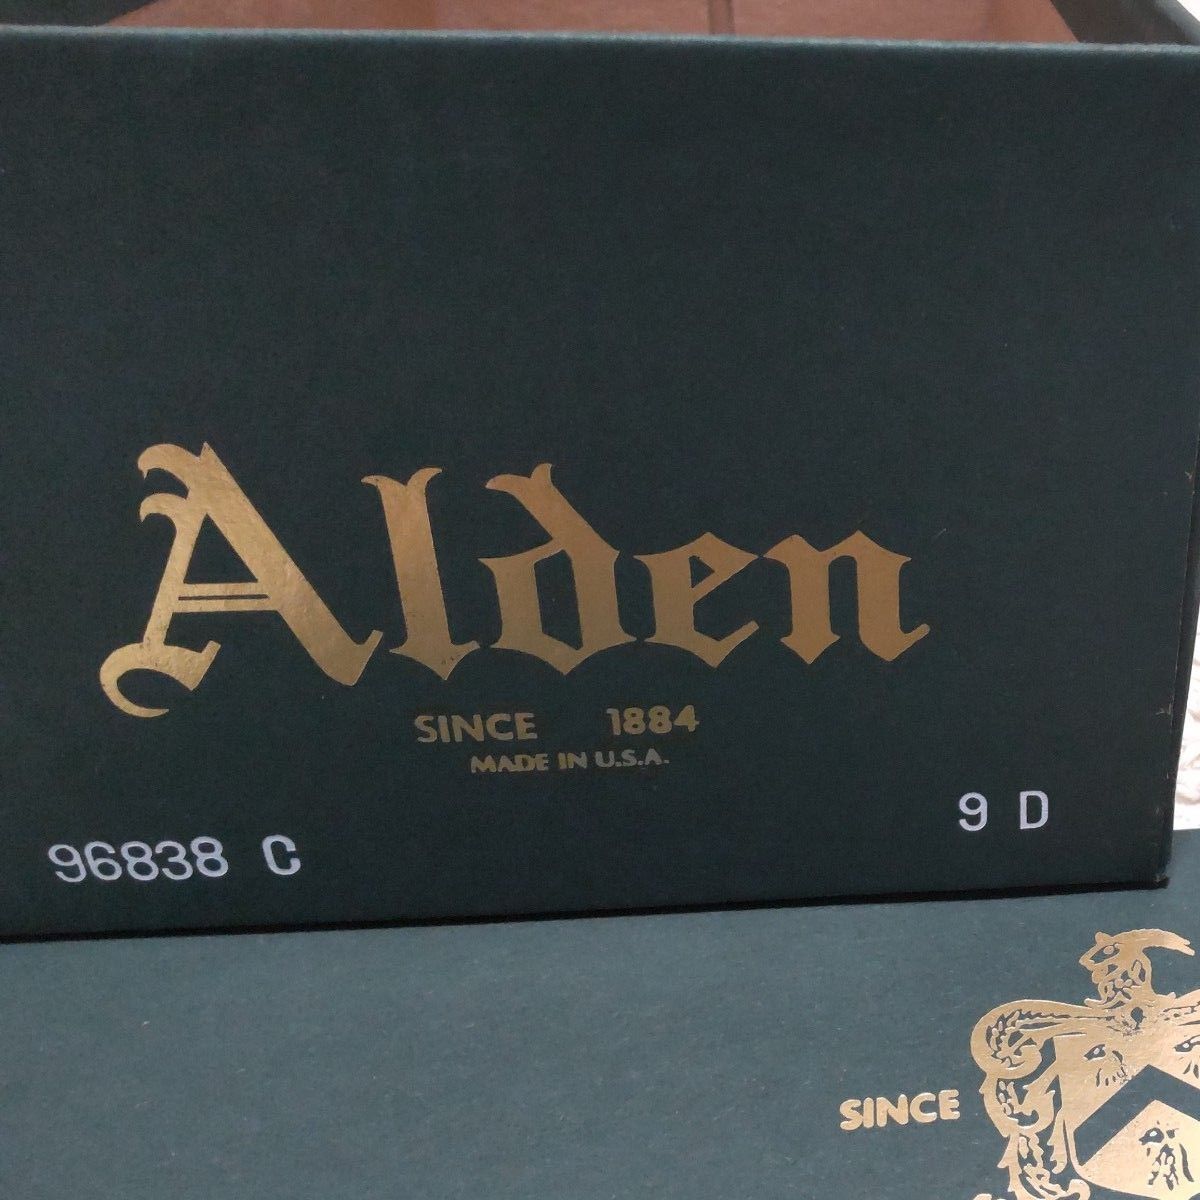 Alden
SINCE 1884
MADE IN U.S.A.
9 D
96838 C
SINCE